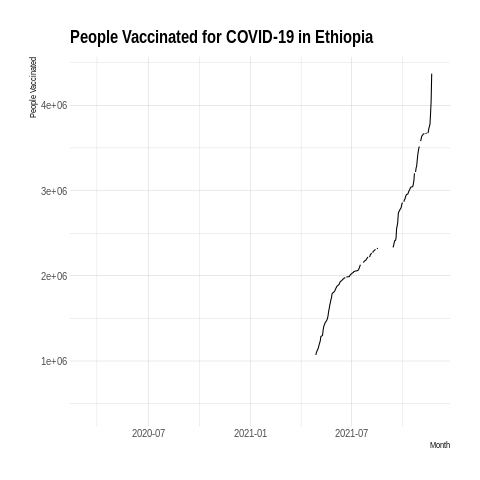 People Vaccinated for COVID-19 in Ethiopia
People Vaccinated
4e+06
3e+06
2e+06
1e+06
2020-07
2021-01
2021-07
Month